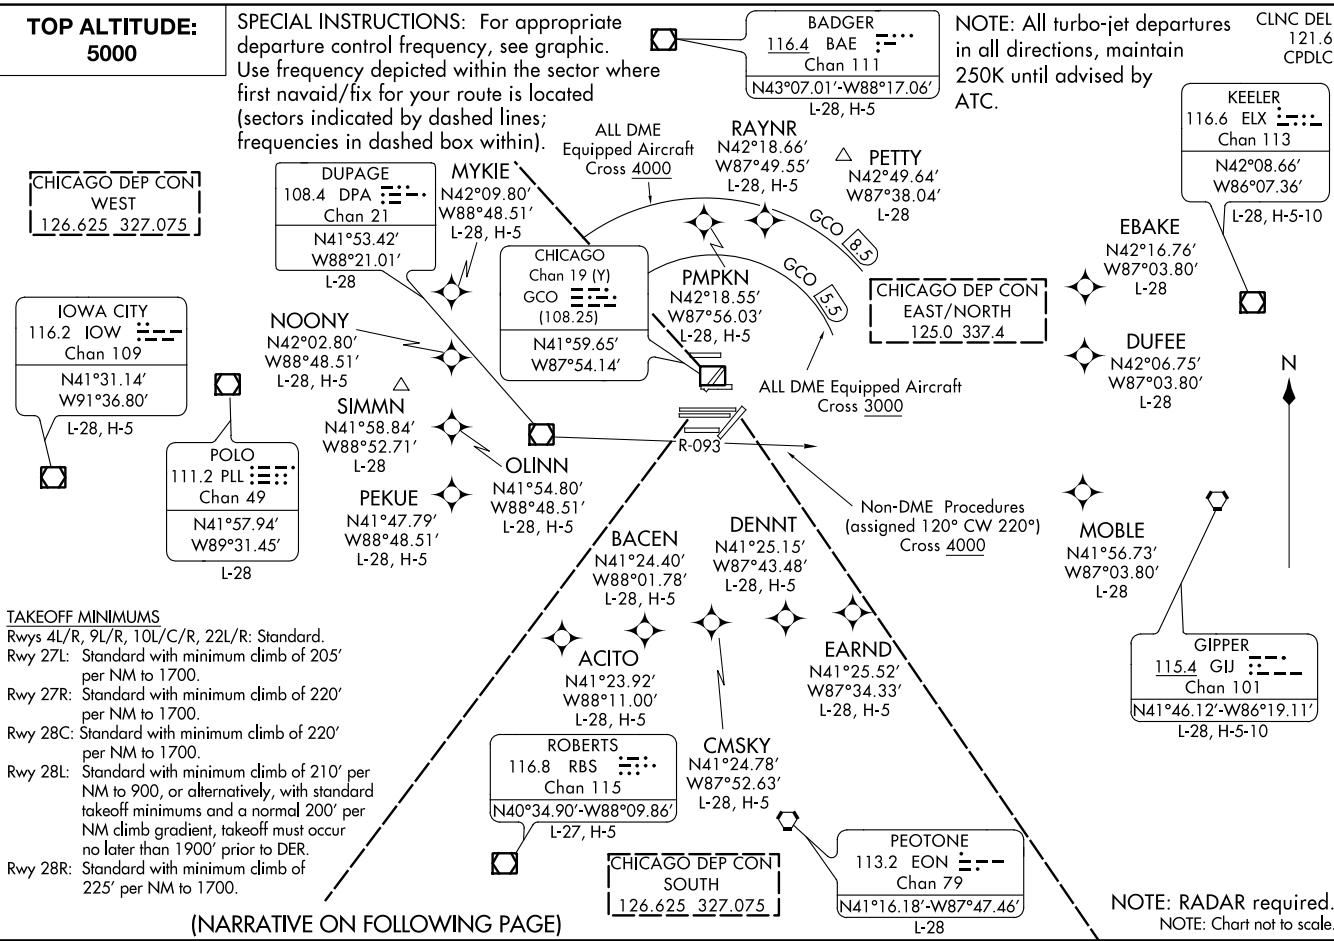 TOP ALTITUDE:
5000
SPECIAL INSTRUCTIONS: For appropriate
departure control frequency, see graphic.
Use frequency depicted within the sector where
first navaid/fix for your route is located
(sectors indicated by dashed lines;
frequencies in dashed box within).
BADGER
116.4 BAE
Chan 111
N43°07.01′-W88°17.06′
L-28, H-5
NOTE: All turbo-jet departures
in all directions, maintain
250K until advised by
ATC.
CLNC DEL
121.6
CPDLC
KEELER
116.6 ELX
Chan 113
N42°08.66′
W86°07.36′
L-28, H-5-10
CHICAGO DEP CON
WEST
126.625 327.075
DUPAGE
108.4 DPA
Chan 21
N41°53.42′
W88°21.01′
L-28
MYKIE
N42°09.80′
W88°48.51′
L-28, H-5
ALL DME
Equipped Aircraft
Cross 4000
RAYNR
N42°18.66′
W87°49.55′
L-28, H-5
PETTY
N42°49.64′
W87°38.04′
L-28
GCO 8.5
GCO 5.5
CHICAGO
Chan 19 (Y)
GCO
(108.25)
N41°59.65′
W87°54.14′
PMPKN
N42°18.55′
W87°56.03′
L-28, H-5
CHICAGO DEP CON
EAST/NORTH
125.0 337.4
EBAKE
N42°16.76′
W87°03.80′
L-28
IOWA CITY
116.2 IOW
Chan 109
N41°31.14′
W91°36.80′
L-28, H-5
NOONY
N42°02.80′
W88°48.51′
L-28, H-5
DUFEE
N42°06.75′
W87°03.80′
L-28
N
ALL DME Equipped Aircraft
Cross 3000
SIMMN
N41°58.84′
W88°52.71′
L-28
R-093
POLO
111.2 PLL
Chan 49
N41°57.94′
W89°31.45′
L-28
OLINN
N41°54.80′
W88°48.51′
L-28, H-5
PEKUE
N41°47.79′
W88°48.51′
L-28, H-5
Non-DME Procedures
(assigned 120° CW 220°)
Cross 4000
MOBLE
N41°56.73′
W87°03.80′
L-28
BACEN
N41°24.40′
W88°01.78′
L-28, H-5
DENNT
N41°25.15′
W87°43.48′
L-28, H-5
TAKEOFF MINIMUMS
Rwys 4L/R, 9L/R, 10L/C/R, 22L/R: Standard.
Rwy 27L: Standard with minimum climb of 205′
per NM to 1700.
Rwy 27R: Standard with minimum climb of 220′
per NM to 1700.
Rwy 28C: Standard with minimum climb of 220′
per NM to 1700.
Rwy 28L: Standard with minimum climb of 210′ per
NM to 900, or alternatively, with standard
takeoff minimums and a normal 200′ per
NM climb gradient, takeoff must occur
no later than 1900′ prior to DER.
Rwy 28R: Standard with minimum climb of
225′ per NM to 1700.
ACITO
N41°23.92′
W88°11.00′
L-28, H-5
EARND
N41°25.52′
W87°34.33′
L-28, H-5
GIPPER
115.4 GIJ
Chan 101
N41°46.12′-W86°19.11′
L-28, H-5-10
ROBERTS
116.8 RBS
Chan 115
N40°34.90′-W88°09.86′
L-27, H-5
CMSKY
N41°24.78′
W87°52.63′
L-28, H-5
CHICAGO DEP CON
SOUTH
126.625 327.075
PEOTONE
113.2 EON
Chan 79
N41°16.18′-W87°47.46′
L-28
(NARRATIVE ON FOLLOWING PAGE)
NOTE: RADAR required.
NOTE: Chart not to scale.